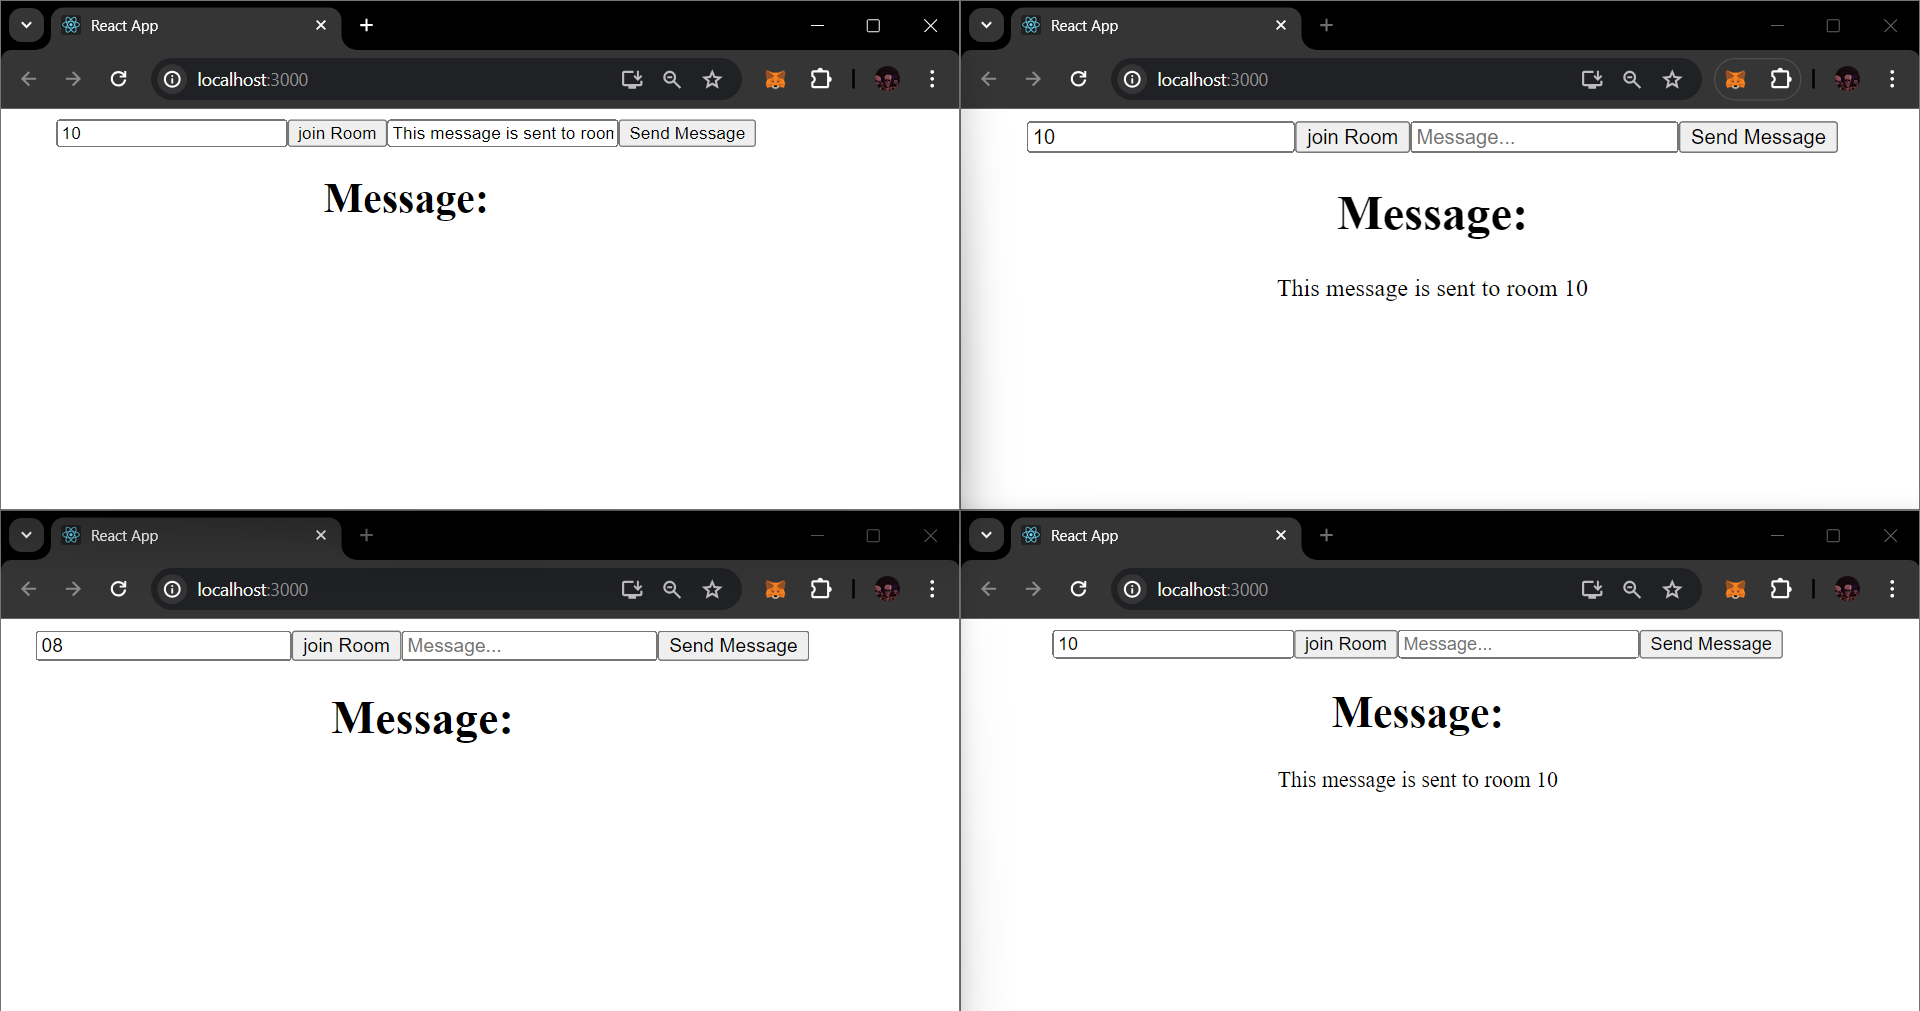 React App
localhost:3000
10 join Room This message is sent to room Send Message
Message:
React App
localhost:3000
10 join Room Message... Send Message
Message:
This message is sent to room 10
React App
localhost:3000
08 join Room Message... Send Message
Message:
React App
localhost:3000
10 join Room Message... Send Message
Message:
This message is sent to room 10